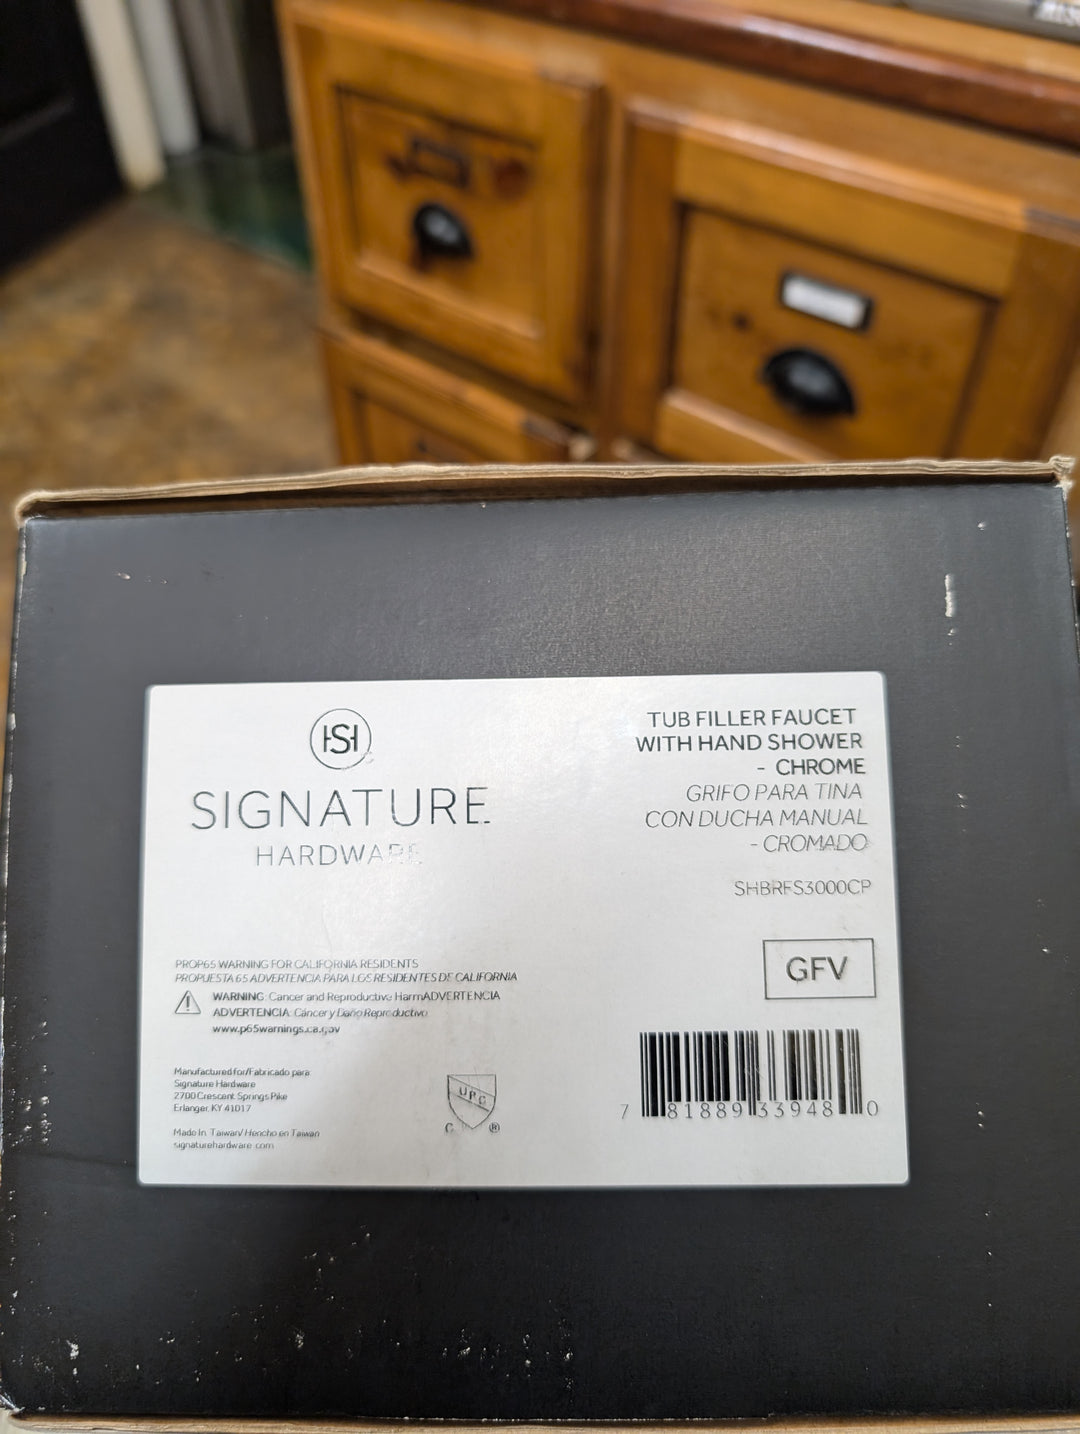 SIGNATURE
HARDWARE
TUB FILLER FAUCET
WITH HAND SHOWER
- CHROME
GRIFO PARA TINA
CON DUCHA MANUAL
- CROMADO
SHBRFS3000CP
GFV
PROP65 WARNING FOR CALIFORNIA RESIDENTS
PROPUESTA 65 ADVERTENCIA PARA LOS RESIDENTES DE CALIFORNIA
WARNING: Cancer and Reproductive HarmADVERTENCIA
ADVERTENCIA: Cáncer y Daño Reproductivo
www.p65warnings.ca.gov
Manufactured for/Fabricado para
Signature Hardware
2700 Crescent Springs Pike
Erlanger, KY 41017
Made In Taiwan/ Hencho en Taiwan
signaturehardware.com
UPC
C ®
7 81889 33948 0